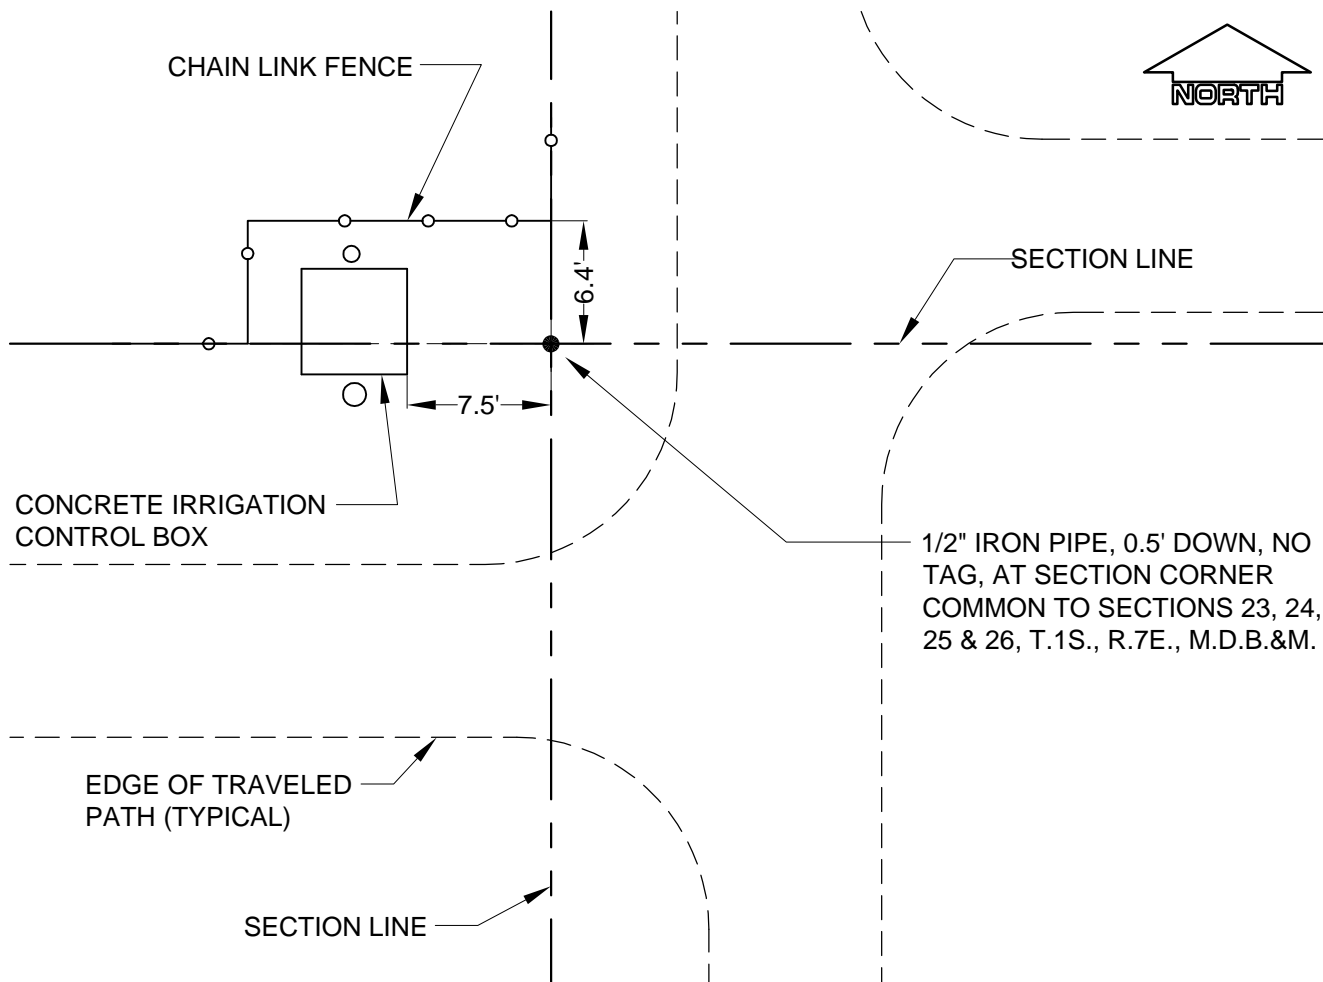 CHAIN LINK FENCE
NORTH
SECTION LINE
6.4'
7.5'
CONCRETE IRRIGATION
CONTROL BOX
1/2" IRON PIPE, 0.5' DOWN, NO
TAG, AT SECTION CORNER
COMMON TO SECTIONS 23, 24,
25 & 26, T.1S., R.7E., M.D.B.&M.
EDGE OF TRAVELED
PATH (TYPICAL)
SECTION LINE